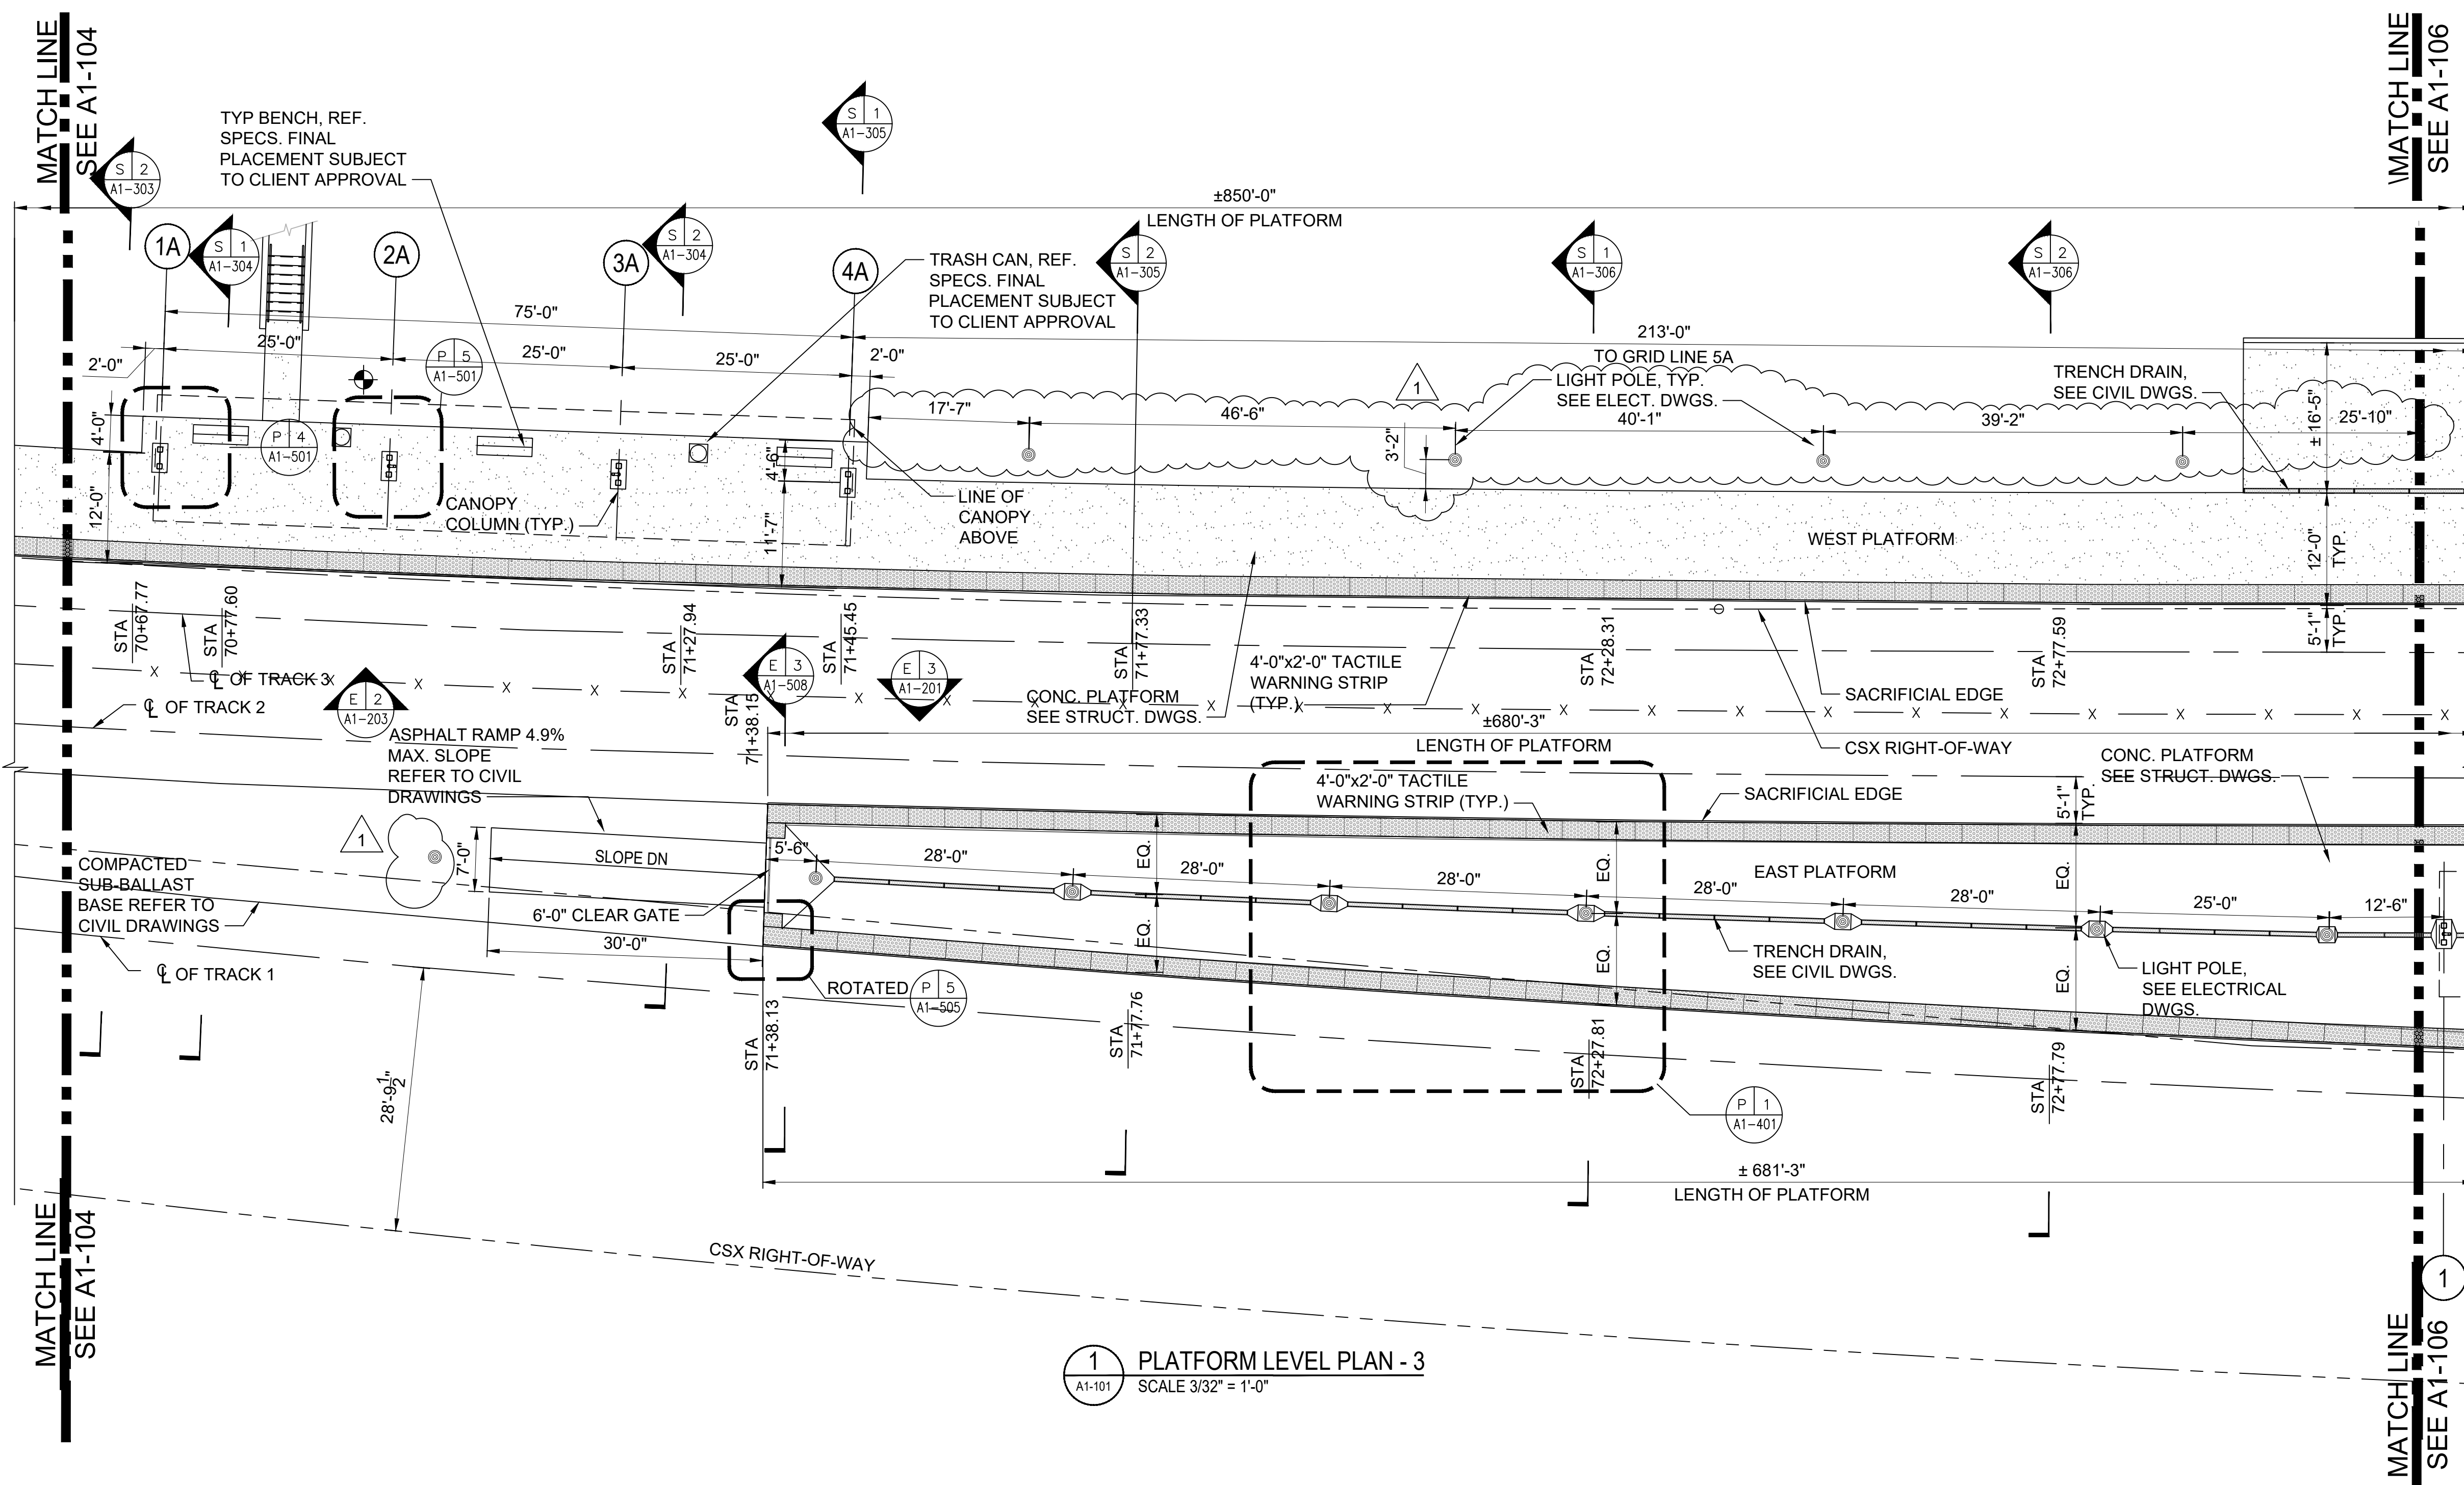 MATCH LINE
SEE A1-104
\MATCH LINE
SEE A1-106
TYP BENCH, REF.
SPECS. FINAL
PLACEMENT SUBJECT
TO CLIENT APPROVAL
S 2
A1-303
S 1
A1-305
±850'-0"
LENGTH OF PLATFORM
1A
S 1
A1-304
2A
3A
S 2
A1-304
4A
TRASH CAN, REF.
SPECS. FINAL
PLACEMENT SUBJECT
TO CLIENT APPROVAL
S 2
A1-305
S 1
A1-306
S 2
A1-306
75'-0"
213'-0"
TO GRID LINE 5A
2'-0"
25'-0"
25'-0"
25'-0"
2'-0"
P 5
A1-501
1
LIGHT POLE, TYP.
SEE ELECT. DWGS.
TRENCH DRAIN,
SEE CIVIL DWGS.
17'-7"
46'-6"
40'-1"
39'-2"
25'-10"
± 16'-5"
4'-0"
12'-0"
P 4
A1-501
4'-6"
11'-7"
3'-2"
CANOPY
COLUMN (TYP.)
LINE OF
CANOPY
ABOVE
WEST PLATFORM
12'-0"
TYP.
5'-1"
TYP.
STA
70+67.77
STA
70+77.60
STA
71+27.94
STA
71+45.45
STA
71+77.33
STA
72+28.31
STA
72+77.59
℄ OF TRACK 3
℄ OF TRACK 2
E 2
A1-203
E 3
A1-508
E 3
A1-201
STA
71+38.15
CONC. PLATFORM
SEE STRUCT. DWGS.
4'-0"x2'-0" TACTILE
WARNING STRIP
(TYP.)
SACRIFICIAL EDGE
CSX RIGHT-OF-WAY
±680'-3"
LENGTH OF PLATFORM
ASPHALT RAMP 4.9%
MAX. SLOPE
REFER TO CIVIL
DRAWINGS
4'-0"x2'-0" TACTILE
WARNING STRIP (TYP.)
SACRIFICIAL EDGE
CONC. PLATFORM
SEE STRUCT. DWGS.
5'-1"
TYP.
1
7'-0"
SLOPE DN
5'-6"
28'-0"
28'-0"
28'-0"
28'-0"
28'-0"
25'-0"
12'-6"
EQ.
EQ.
EQ.
EQ.
EQ.
EQ.
EAST PLATFORM
COMPACTED
SUB-BALLAST
BASE REFER TO
CIVIL DRAWINGS
6'-0" CLEAR GATE
30'-0"
℄ OF TRACK 1
TRENCH DRAIN,
SEE CIVIL DWGS.
LIGHT POLE,
SEE ELECTRICAL
DWGS.
ROTATED
P 5
A1-505
STA
71+38.13
STA
71+77.76
STA
72+27.81
STA
72+77.79
28'-9½"
P 1
A1-401
± 681'-3"
LENGTH OF PLATFORM
CSX RIGHT-OF-WAY
1
MATCH LINE
SEE A1-104
MATCH LINE
SEE A1-106
1
A1-101
PLATFORM LEVEL PLAN - 3
SCALE 3/32" = 1'-0"